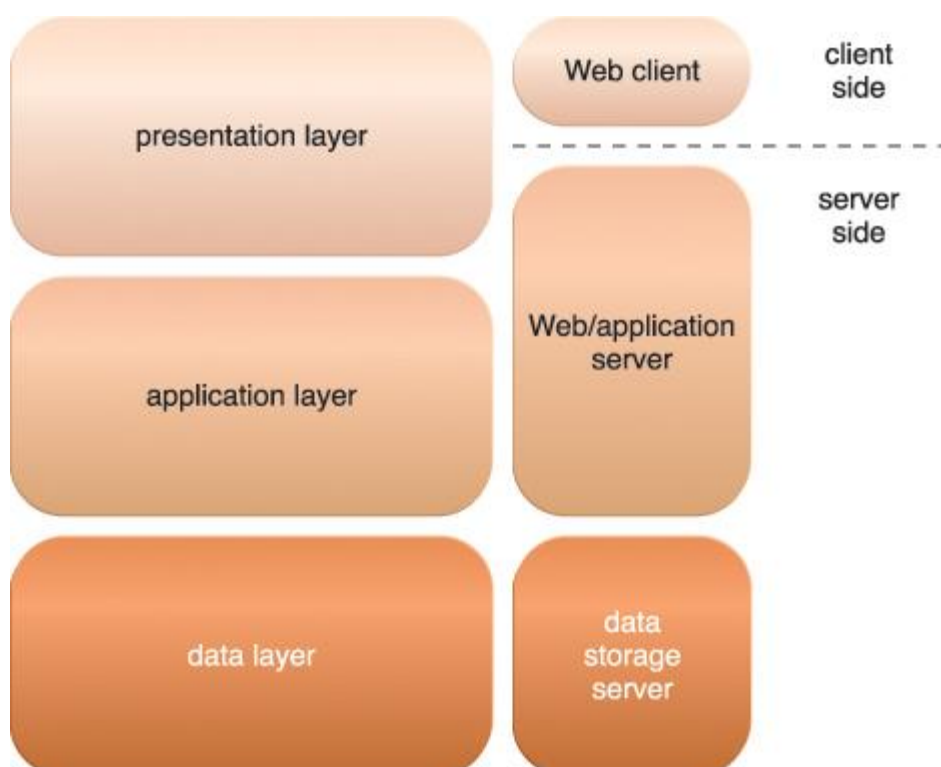 presentation layer
Web client
client
side
server
side
Web/application
server
application layer
data layer
data
storage
server